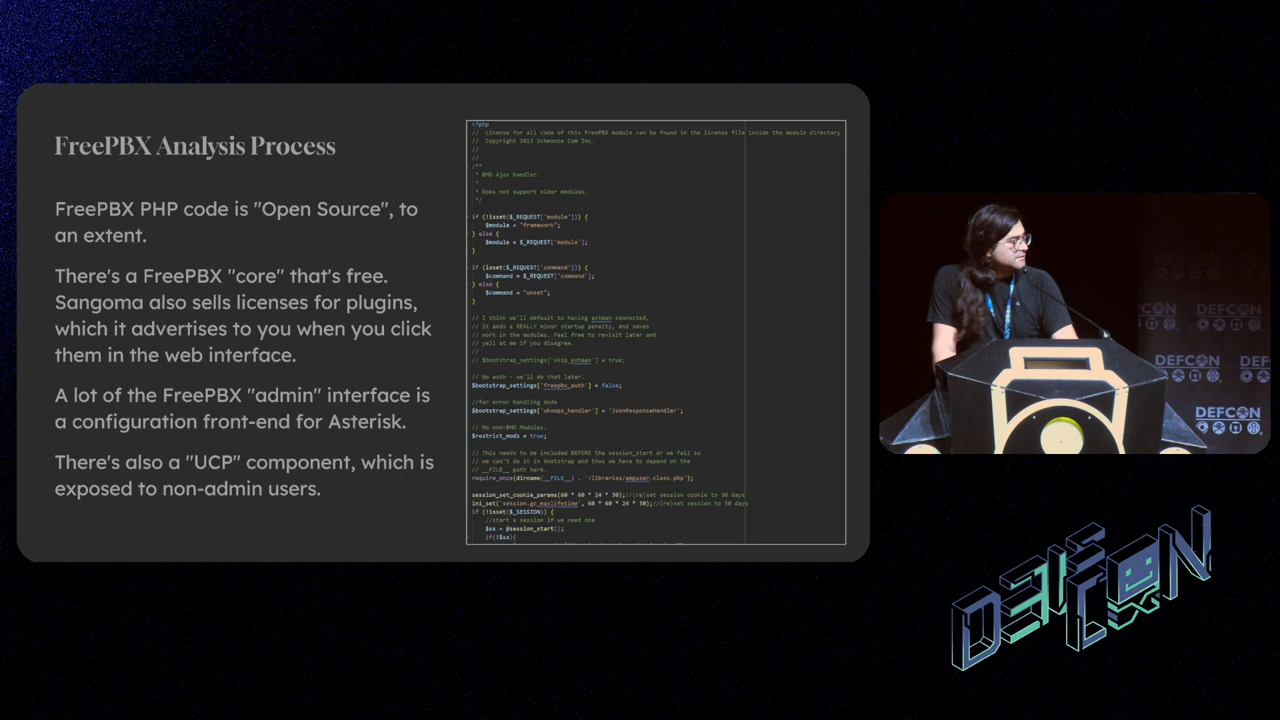 FreePBX Analysis Process
FreePBX PHP code is "Open Source", to
an extent.
There's a FreePBX "core" that's free.
Sangoma also sells licenses for plugins,
which it advertises to you when you click
them in the web interface.
A lot of the FreePBX "admin" interface is
a configuration front-end for Asterisk.
There's also a "UCP" component, which is
exposed to non-admin users.
<?php
//  License for all code of this FreePBX module can be found in the license file inside the module directory
//  Copyright 2013 Schmooze Com Inc.
//
//
/**
 * BMO Ajax handler.
 *
 * Does not support older modules.
 */
if (!isset($_REQUEST['module'])) {
$module = "framework";
} else {
$module = $_REQUEST['module'];
}
if (isset($_REQUEST['command'])) {
$command = $_REQUEST['command'];
} else {
$command = "unset";
}
// I think we'll default to having astman connected,
// it adds a REALLY minor startup penalty, and saves
// work in the modules. Feel free to revisit later and
// yell at me if you disagree.
//
// $bootstrap_settings['skip_astman'] = true;
// No auth - we'll do that later.
$bootstrap_settings['freepbx_auth'] = false;
//for error handling mode
$bootstrap_settings['whoops_handler'] = 'JsonResponseHandler';
// No non-BMO Modules.
$restrict_mods = true;
// This needs to be included BEFORE the session_start or we fail so
// we can't do it in bootstrap and thus we have to depend on the
// __FILE__ path here.
require_once(dirname(__FILE__) . '/libraries/ampuser.class.php');
session_set_cookie_params(60 * 60 * 24 * 30);//(re)set session cookie to 30 days
ini_set('session.gc_maxlifetime', 60 * 60 * 24 * 30);//(re)set session to 30 days
if (!isset($_SESSION)) {
//start a session if we need one
$ss = @session_start();
if(!$ss){
DEFCON
DEFCON
DEFCON
DEFCON
DEFCON
DEFCON